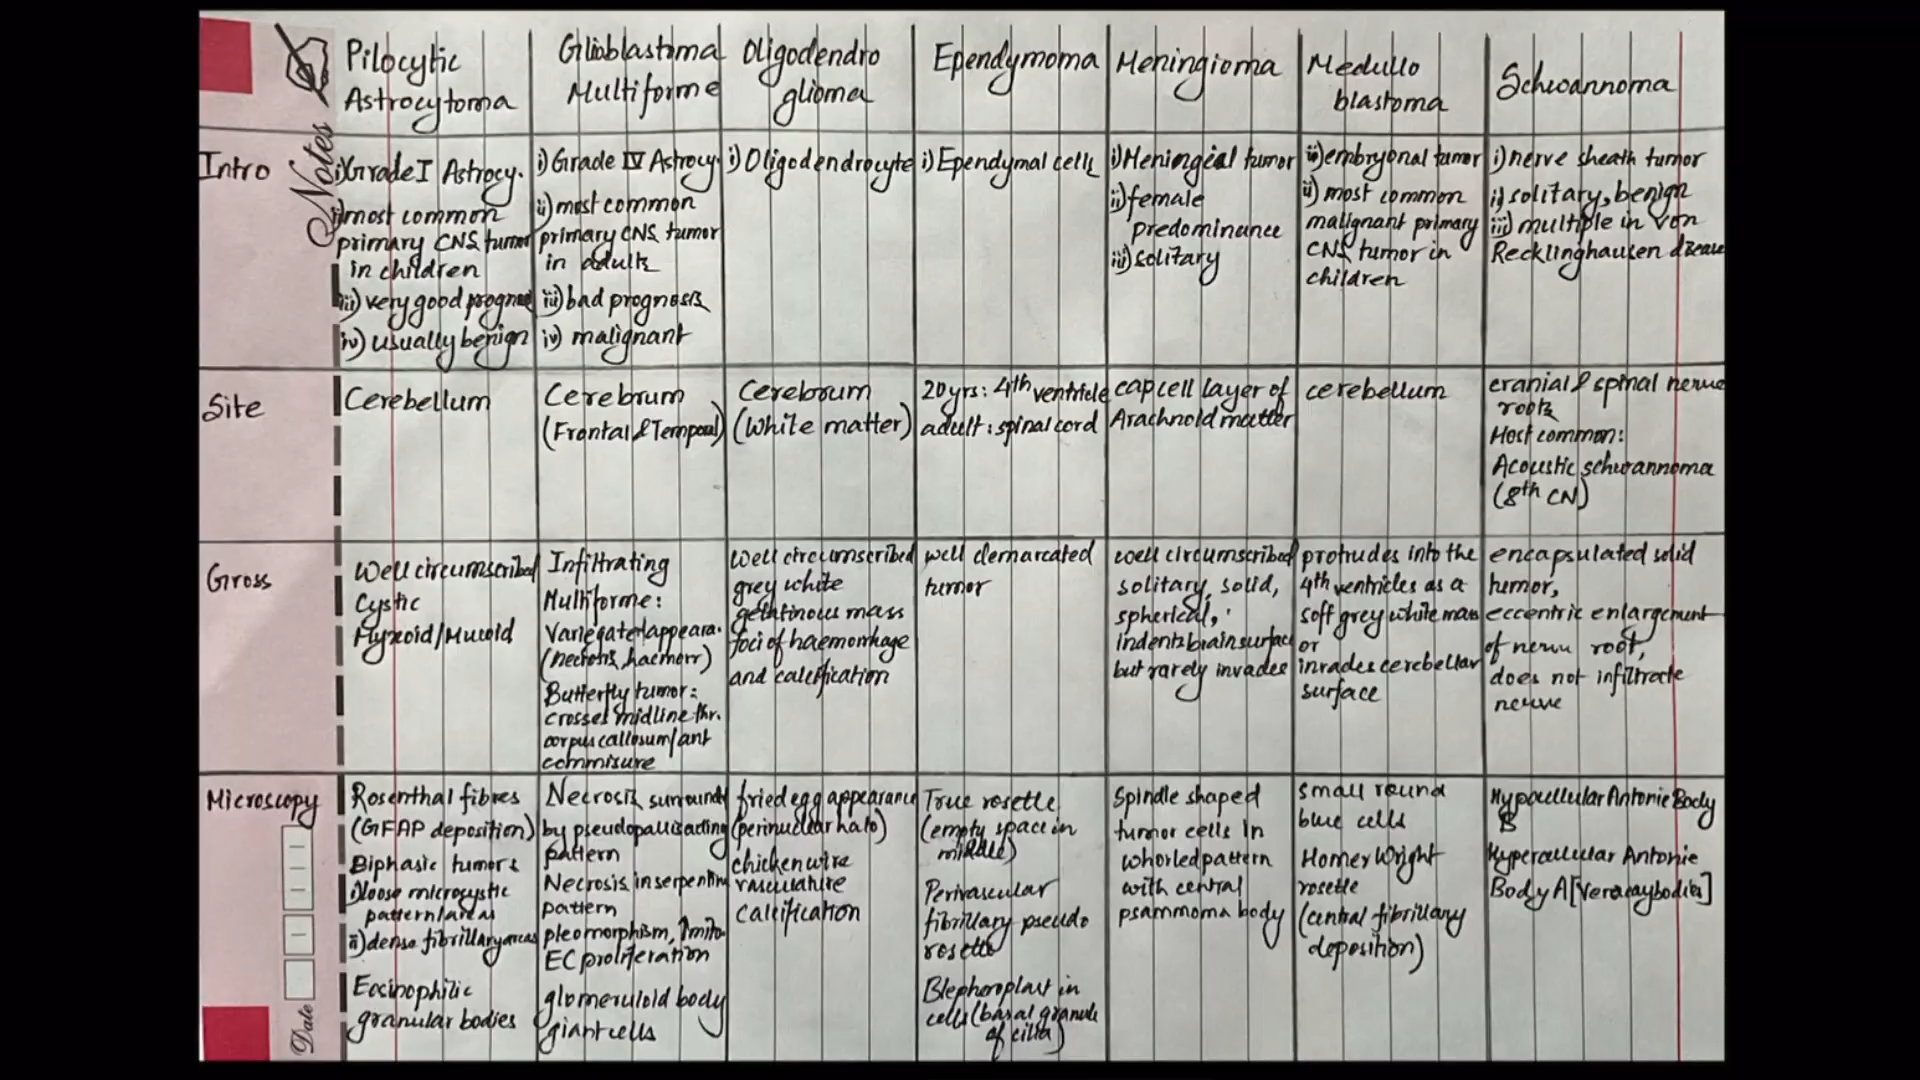 Notes
Pilocytic
Astrocytoma
Glioblastoma
Multiforme
Oligodendro
glioma
Ependymoma
Meningioma
Medullo
blastoma
Schwannoma
Intro
i) Grade I Astrocy.
ii) most common
primary CNS tumor
in children
iii) very good progno
iv) usually benign
i) Grade IV Astrocy.
ii) most common
primary CNS tumor
in adults
iii) bad prognosis
iv) malignant
i) Oligodendrocyte
i) Ependymal cells
i) Meningeal tumor
ii) female
predominance
iii) solitary
i) embryonal tumor
ii) most common
malignant primary
CNS tumor in
children
i) nerve sheath tumor
ii) solitary, benign
iii) multiple in Von
Recklinghausen disease
Site
Cerebellum
Cerebrum
(Frontal & Temporal)
Cerebrum
(White matter)
20 yrs: 4th ventricle
adult: spinal cord
cap cell layer of
Arachnoid matter
cerebellum
cranial & spinal nerve
roots
Most common:
Acoustic schwannoma
(8th CN)
Gross
Well circumscribed
Cystic
Myxoid/Mucoid
Infiltrating
Multiforme:
Variegated appeara.
(necrosis, haemorr)
Butterfly tumor:
crosses midline thr.
corpus callosum/ant
commisure
Well circumscribed
grey white
gelatinous mass
foci of haemorrhage
and calcification
well demarcated
tumor
well circumscribed
solitary, solid,
spherical,
indents brain surface
but rarely invades
protrudes into the
4th ventricles as a
soft grey white mass
or
invades cerebellar
surface
encapsulated solid
tumor,
eccentric enlargement
of nerve root,
does not infiltrate
nerve
Microscopy
Rosenthal fibres
(GFAP deposition)
Biphasic tumors
i) loose microcystic
pattern/areas
ii) dense fibrillary areas
Eosinophilic
granular bodies
Necrosis surrounded
by pseudopalisading
pattern
Necrosis in serpentine
pattern
pleomorphism, ↑mito.
EC proliferation
glomeruloid body
giant cells
fried egg appearance
(perinuclear halo)
chicken wire
vasculature
calcification
True rosette
(empty space in
middle)
Perivascular
fibrillary pseudo
rosette
Blepheroplast in
cells (basal granule
of cilia)
Spindle shaped
tumor cells in
whorled pattern
with central
psammoma body
small round
blue cells
Homer Wright
rosette
(central fibrillary
deposition)
Hypocellular Antonie Body
B
Hypercellular Antonie
Body A [Veracay bodies]
Date